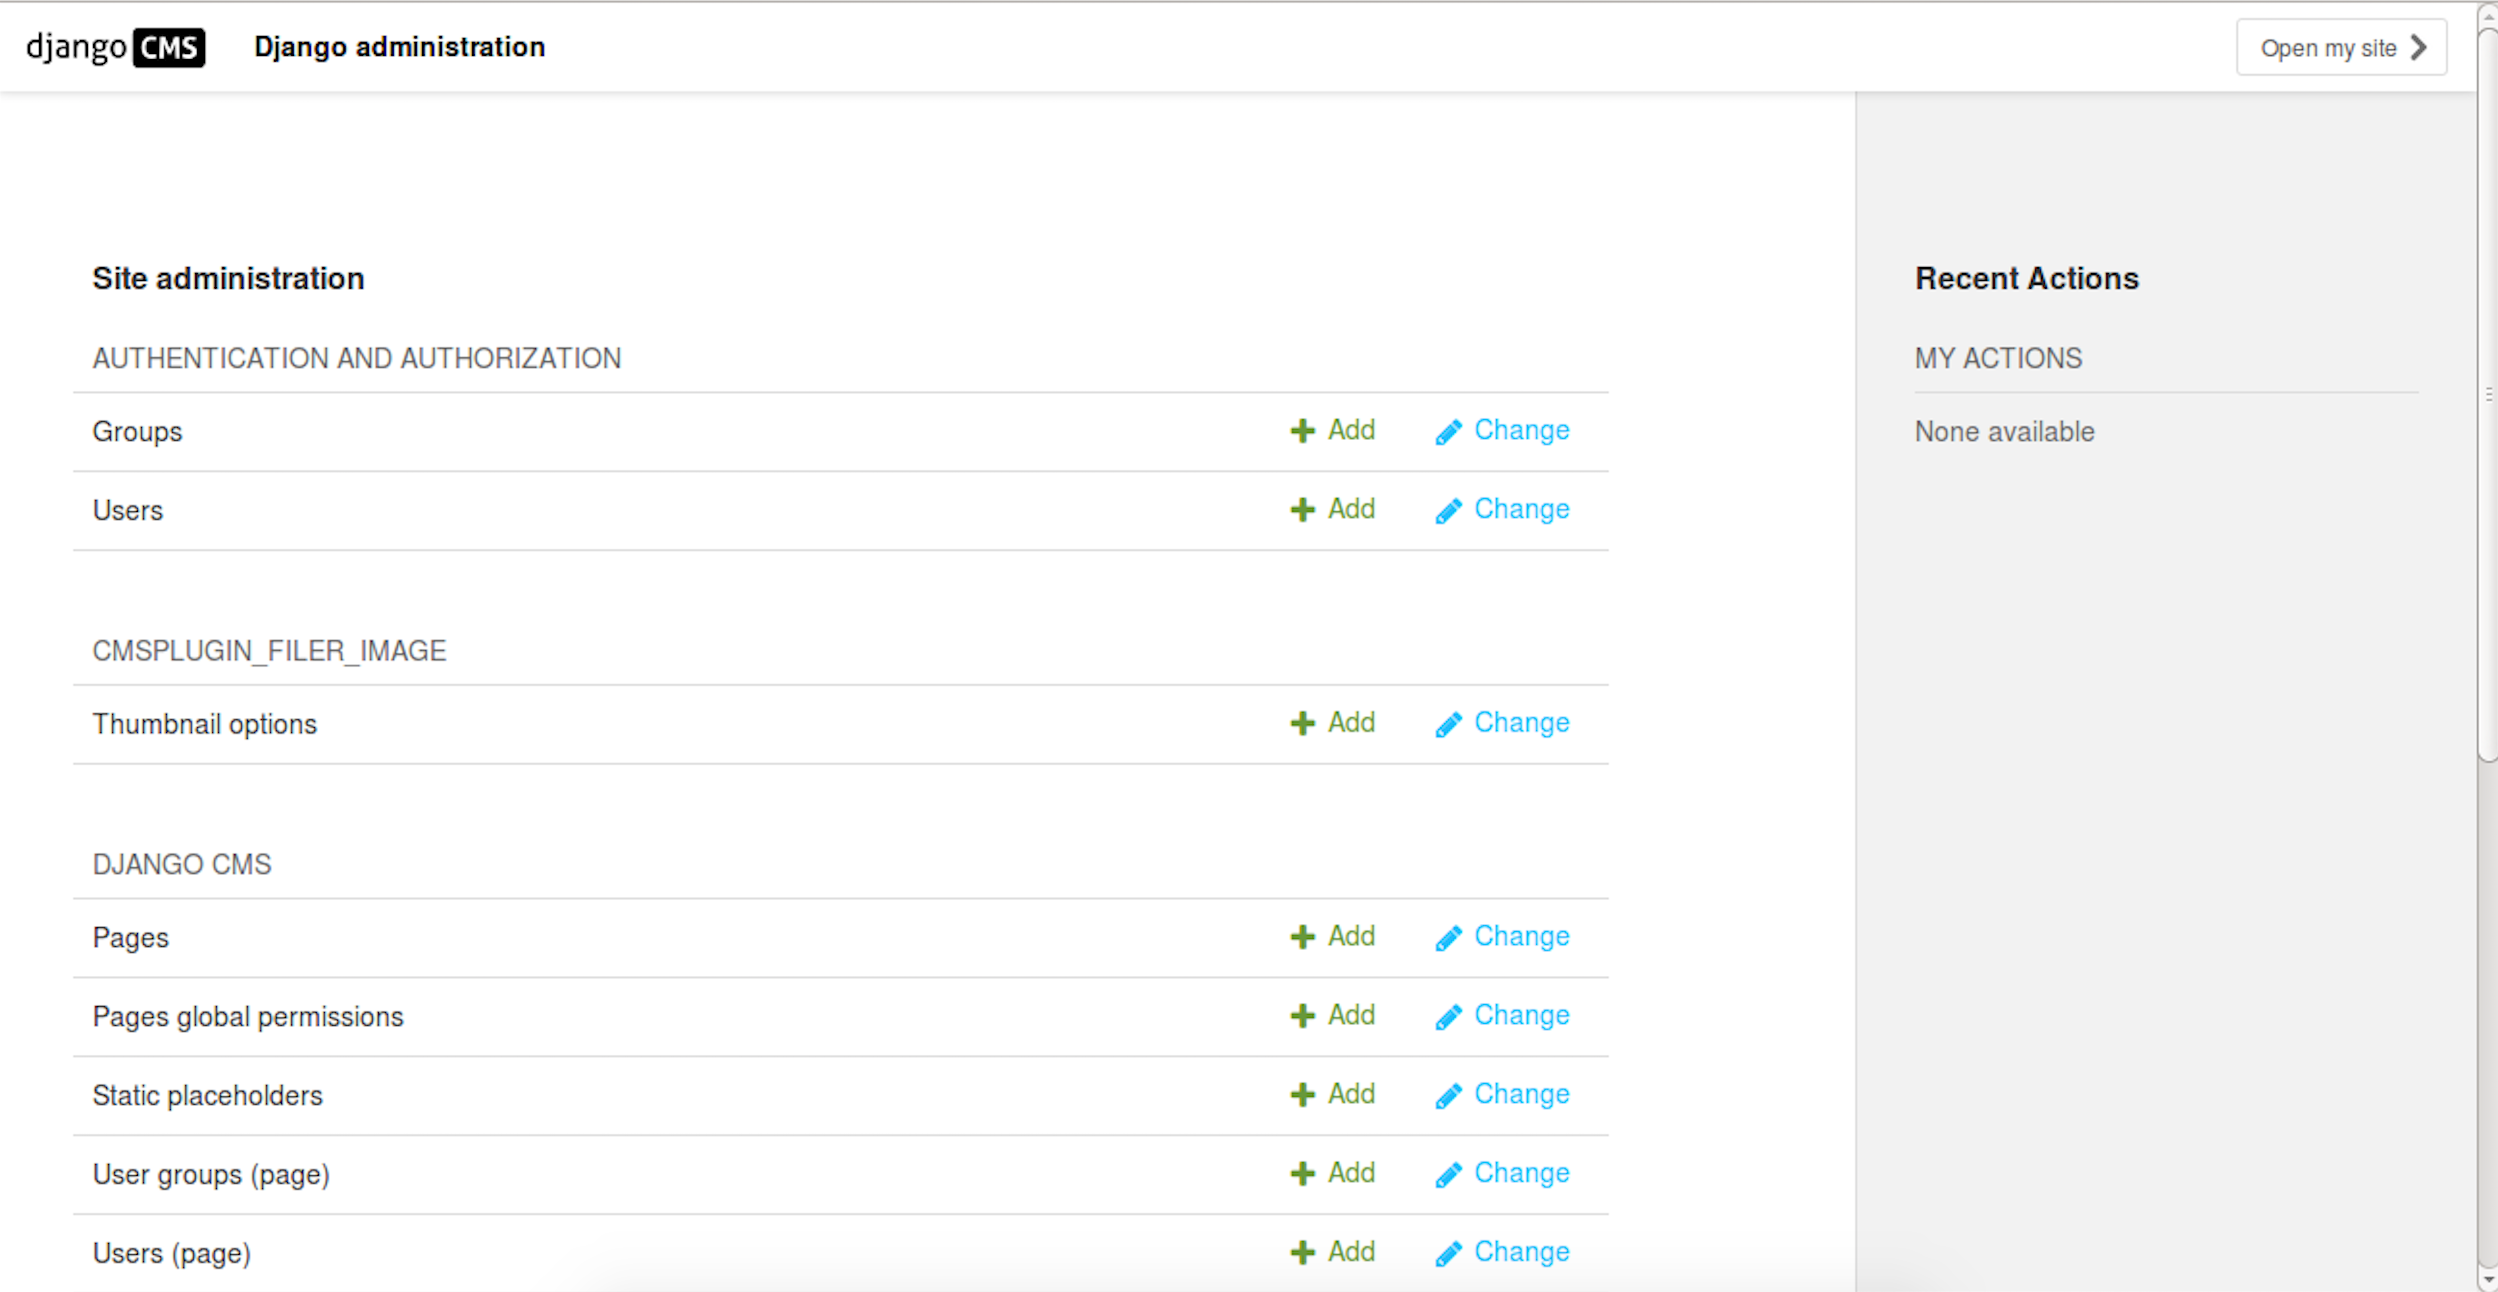 django CMS Django administration Open my site
Site administration
AUTHENTICATION AND AUTHORIZATION
Groups Add Change
Users Add Change
CMSPLUGIN_FILER_IMAGE
Thumbnail options Add Change
DJANGO CMS
Pages Add Change
Pages global permissions Add Change
Static placeholders Add Change
User groups (page) Add Change
Users (page) Add Change
Recent Actions
MY ACTIONS
None available